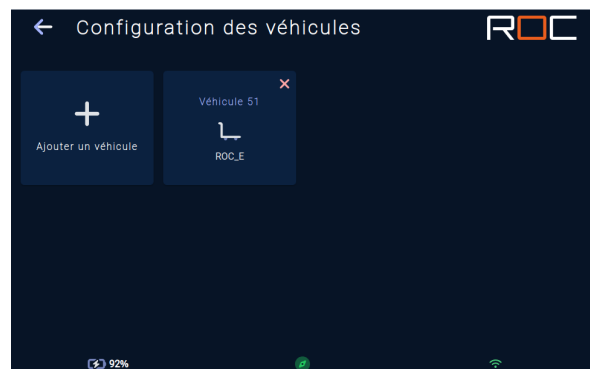 Configuration des véhicules
ROC
Véhicule 51
Ajouter un véhicule
ROC_E
92%